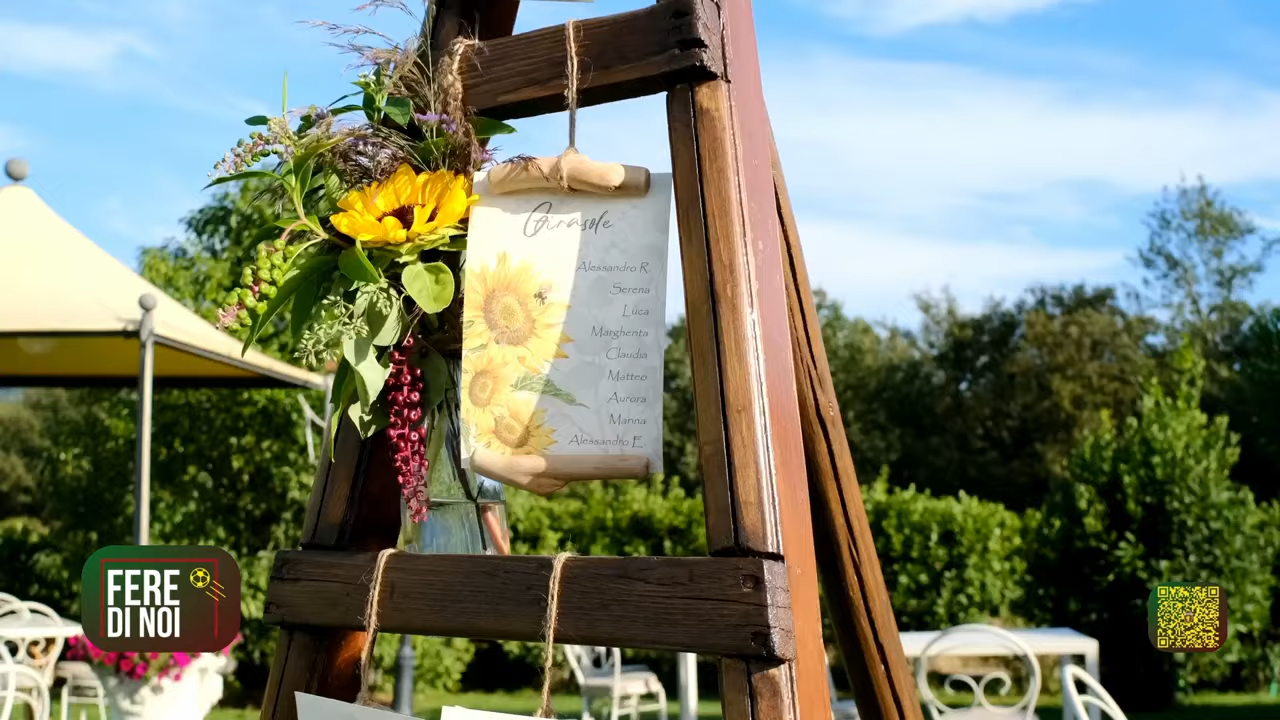 Girasole
Alessandro R.
Serena
Luca
Margherita
Claudia
Matteo
Aurora
Marina
Alessandro E.
FERE
DI NOI